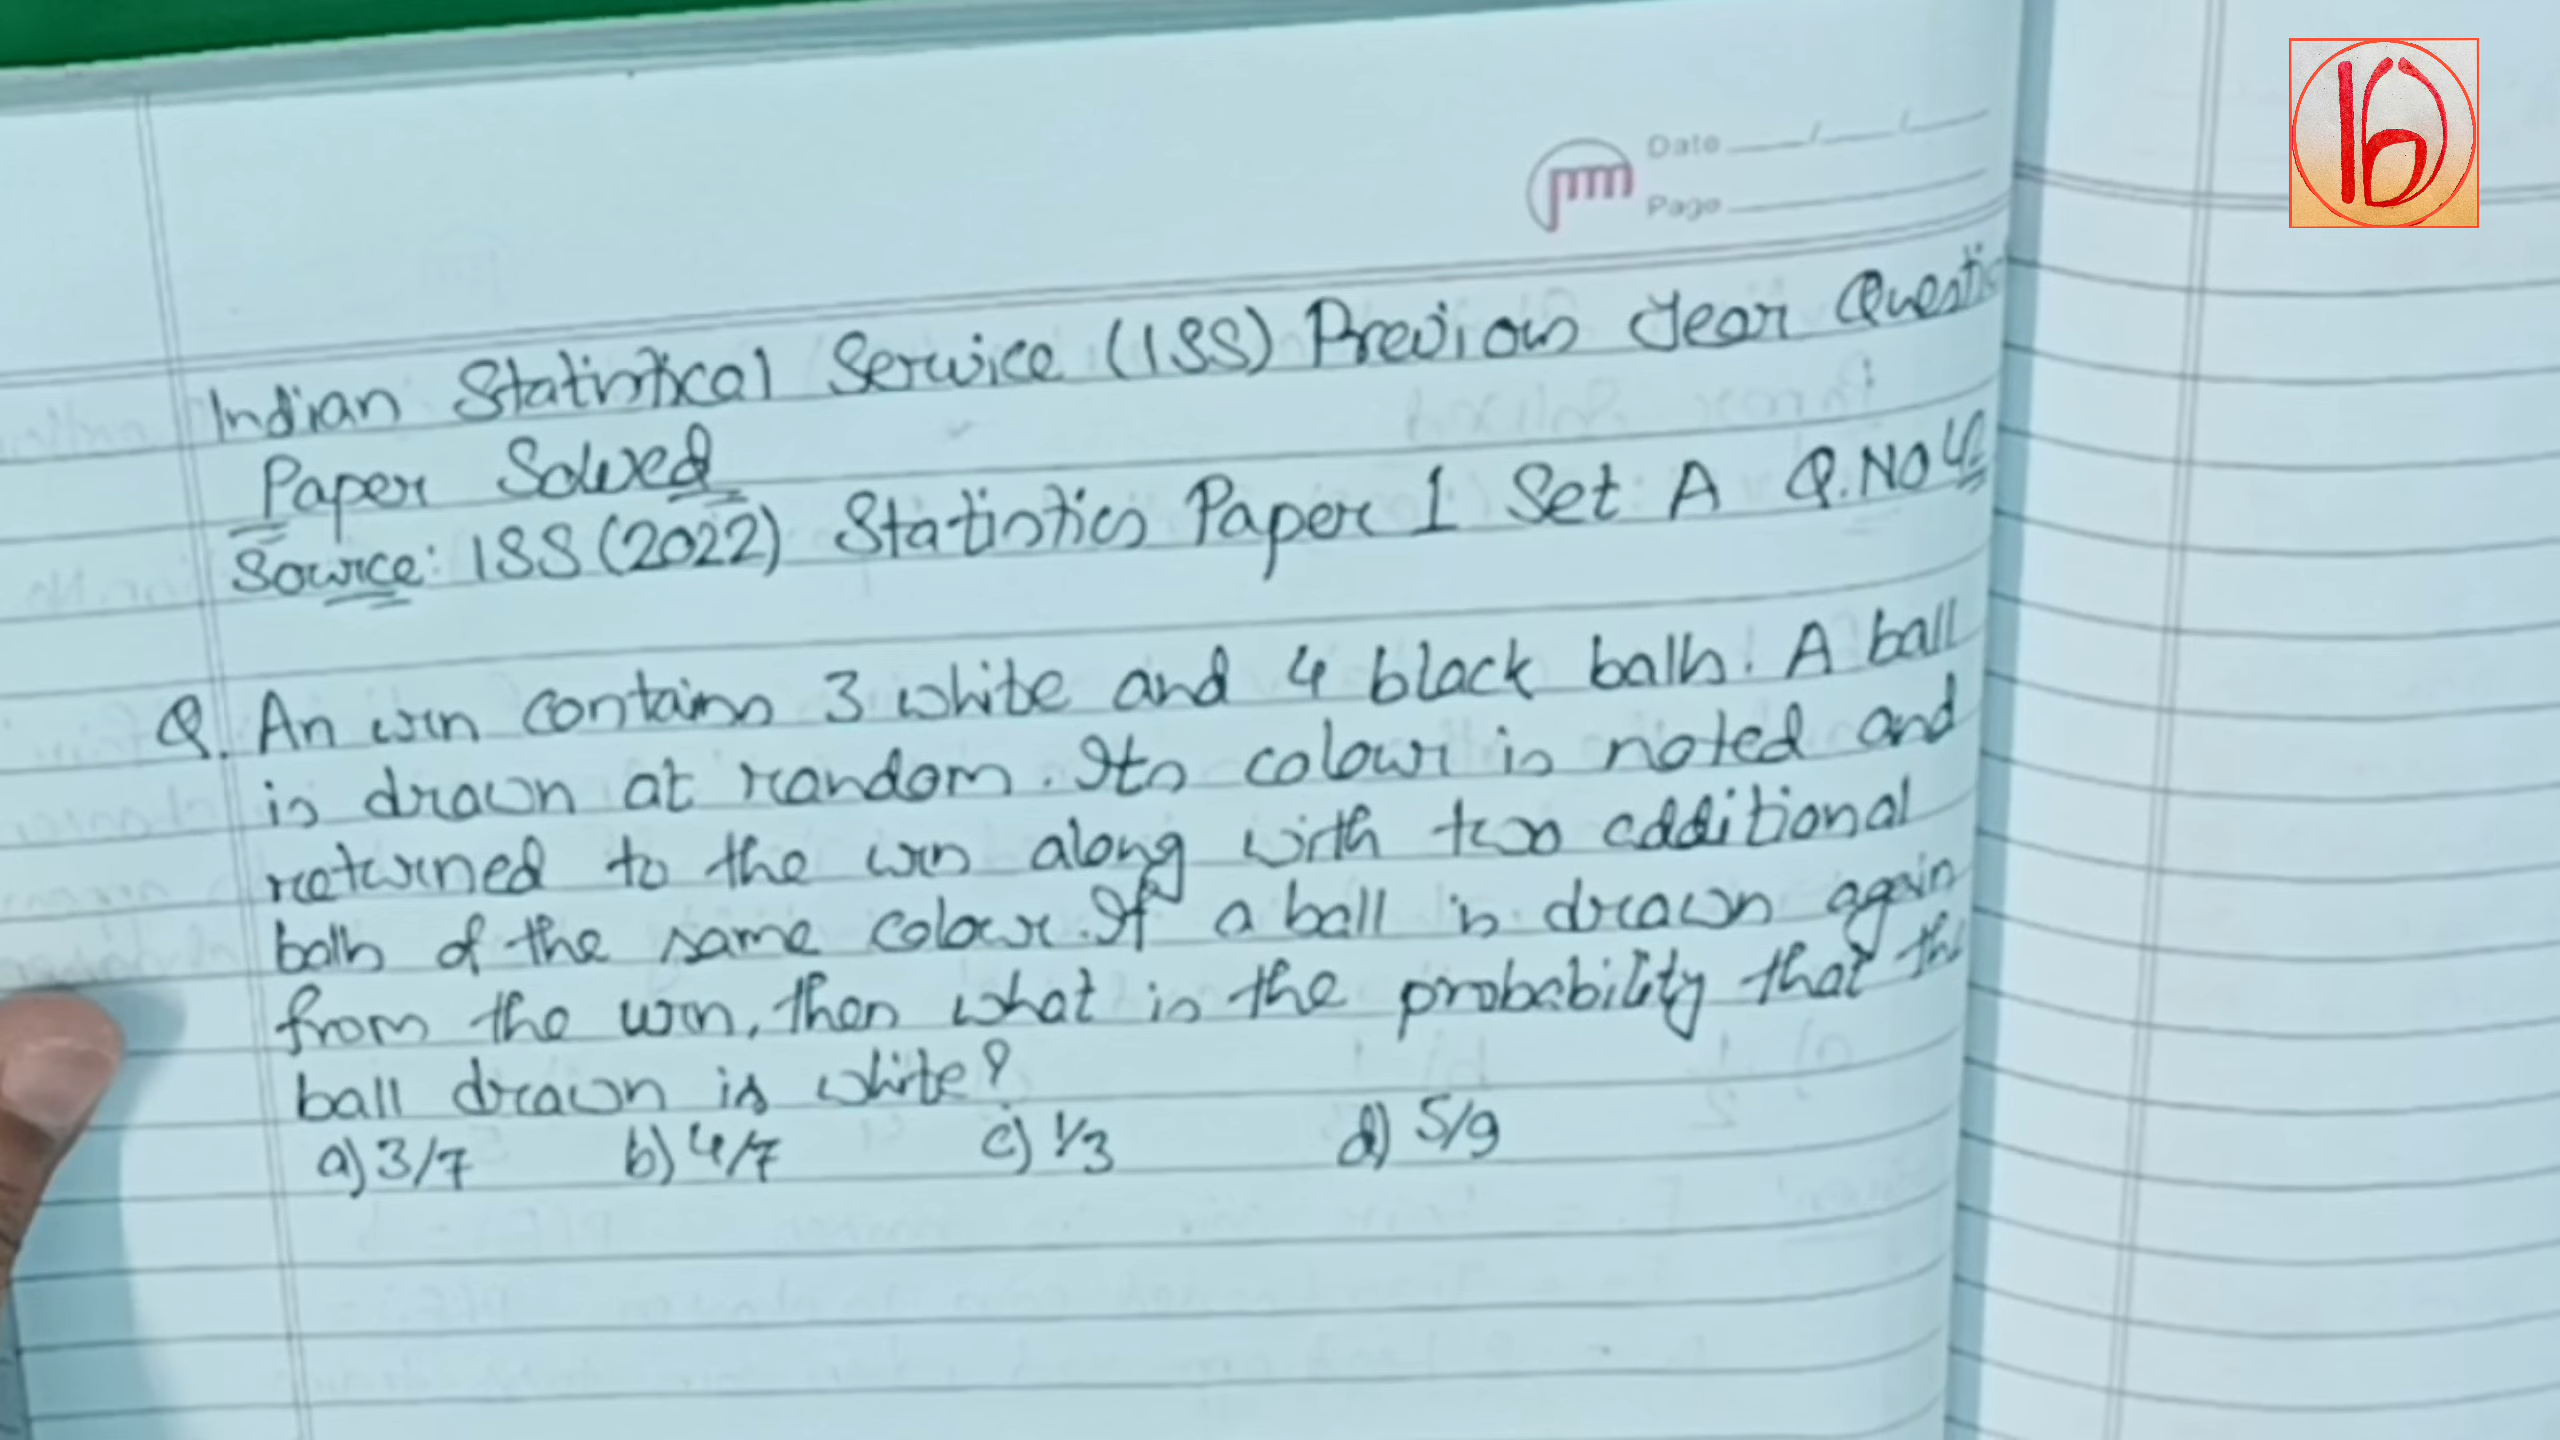 Date
Page
Indian Statistical Service (ISS) Previous Year Questio
Paper Solved
Source: ISS (2022) Statistics Paper 1 Set A Q.NO 42
Q. An urn contains 3 white and 4 black balls. A ball
is drawn at random. Its colour is noted and
returned to the urn along with two additional
balls of the same colour. If a ball is drawn again
from the urn, then what is the probability that the
ball drawn is white?
a) 3/7 b) 4/7 c) 1/3 d) 5/9